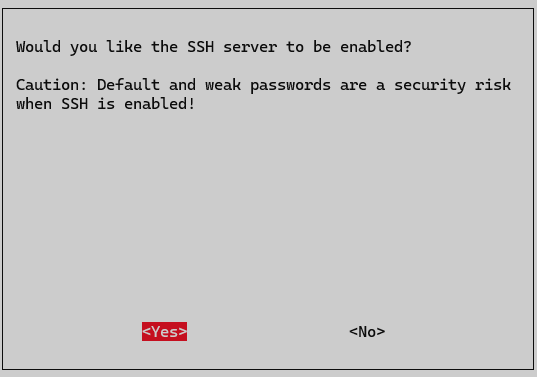 Would you like the SSH server to be enabled?
Caution: Default and weak passwords are a security risk
when SSH is enabled!
<Yes> <No>